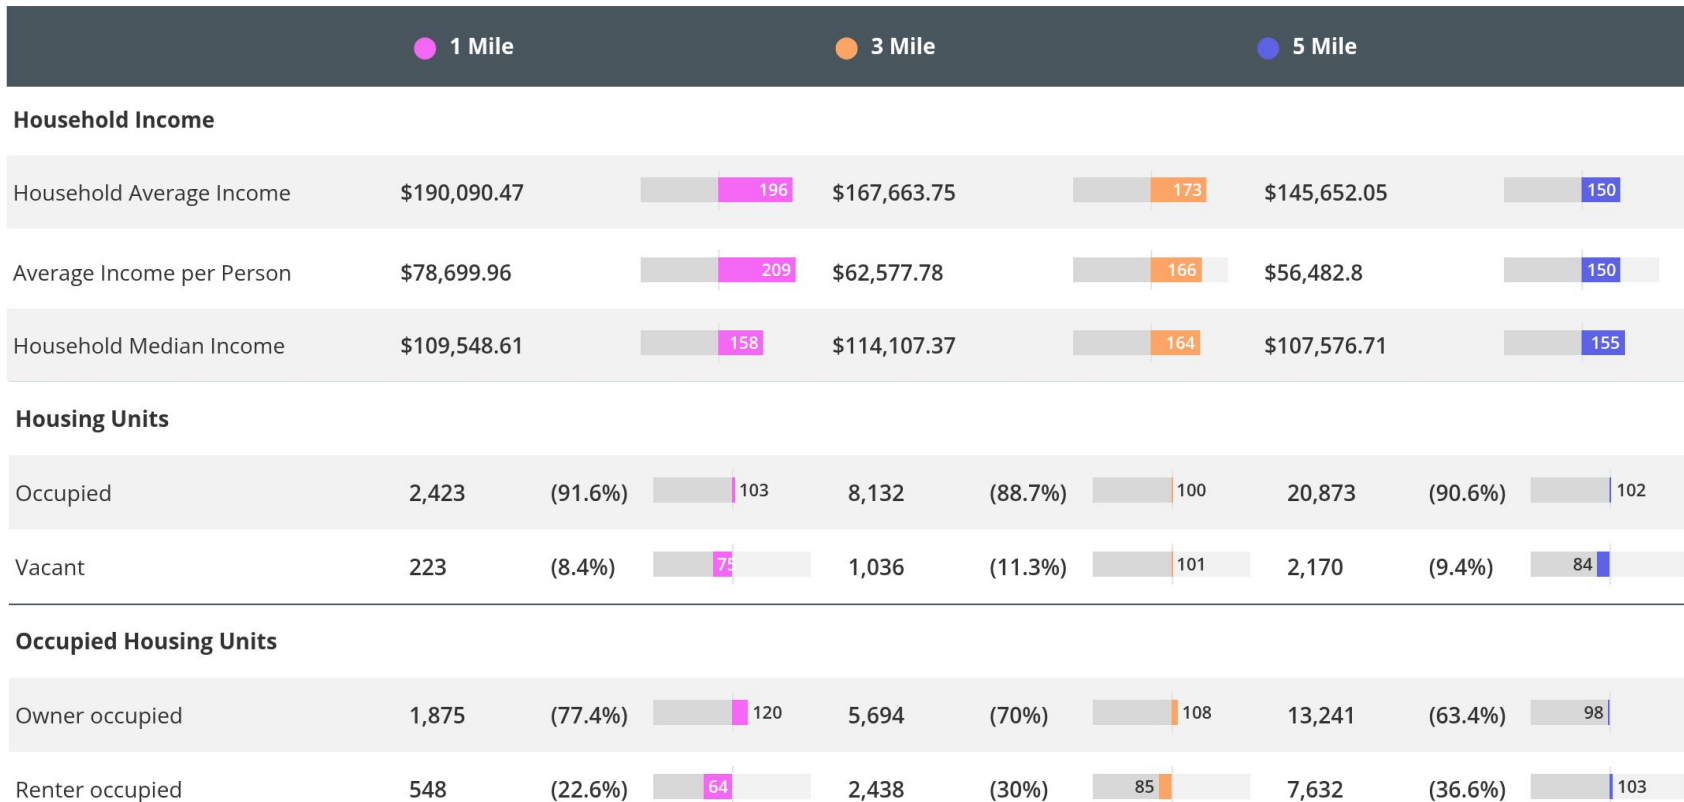 1 Mile 3 Mile 5 Mile
Household Income
Household Average Income $190,090.47 196 $167,663.75 173 $145,652.05 150
Average Income per Person $78,699.96 209 $62,577.78 166 $56,482.8 150
Household Median Income $109,548.61 158 $114,107.37 164 $107,576.71 155
Housing Units
Occupied 2,423 (91.6%) 103 8,132 (88.7%) 100 20,873 (90.6%) 102
Vacant 223 (8.4%) 75 1,036 (11.3%) 101 2,170 (9.4%) 84
Occupied Housing Units
Owner occupied 1,875 (77.4%) 120 5,694 (70%) 108 13,241 (63.4%) 98
Renter occupied 548 (22.6%) 64 2,438 (30%) 85 7,632 (36.6%) 103